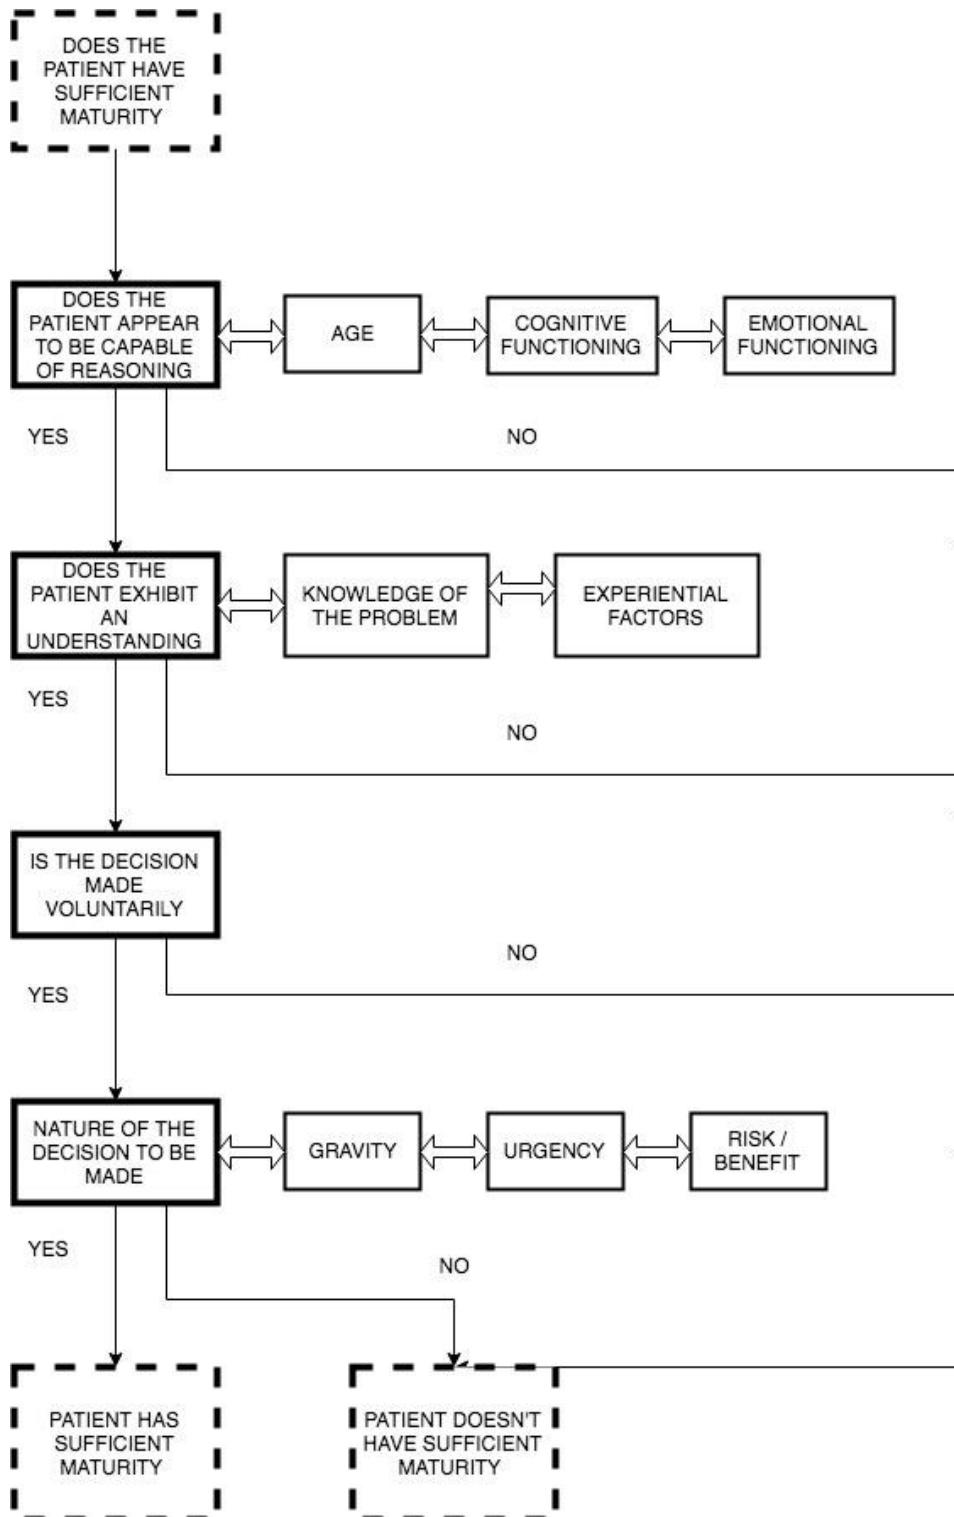 DOES THE
PATIENT HAVE
SUFFICIENT
MATURITY
DOES THE
PATIENT APPEAR
TO BE CAPABLE
OF REASONING
AGE
COGNITIVE
FUNCTIONING
EMOTIONAL
FUNCTIONING
YES
NO
DOES THE
PATIENT EXHIBIT
AN
UNDERSTANDING
KNOWLEDGE OF
THE PROBLEM
EXPERIENTIAL
FACTORS
YES
NO
IS THE DECISION
MADE
VOLUNTARILY
YES
NO
NATURE OF THE
DECISION TO BE
MADE
GRAVITY
URGENCY
RISK /
BENEFIT
YES
NO
PATIENT HAS
SUFFICIENT
MATURITY
PATIENT DOESN'T
HAVE SUFFICIENT
MATURITY